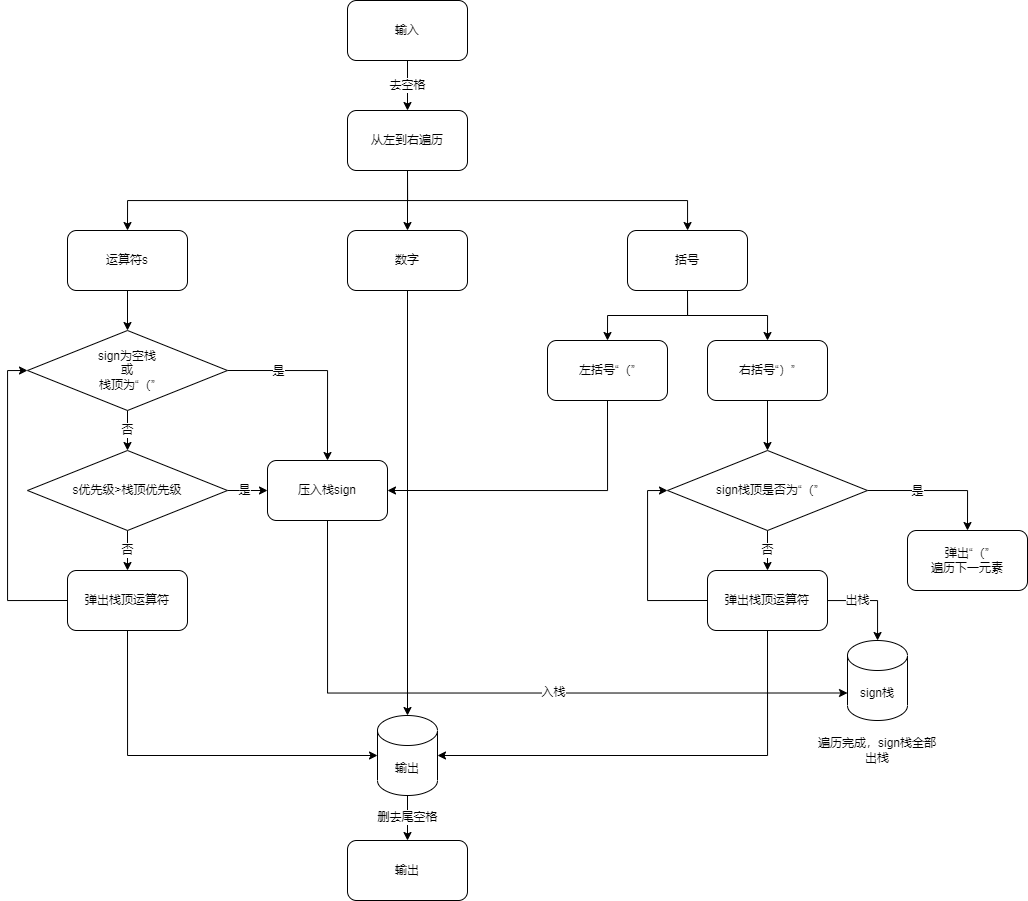 输入
去空格
从左到右遍历
运算符s
数字
括号
sign为空栈
或
栈顶为“（”
是
左括号“（”
右括号“）”
否
s优先级>栈顶优先级
是
压入栈sign
sign栈顶是否为“（”
是
否
否
弹出“（”
遍历下一元素
弹出栈顶运算符
弹出栈顶运算符
出栈
入栈
sign栈
遍历完成，sign栈全部
出栈
输出
删去尾空格
输出